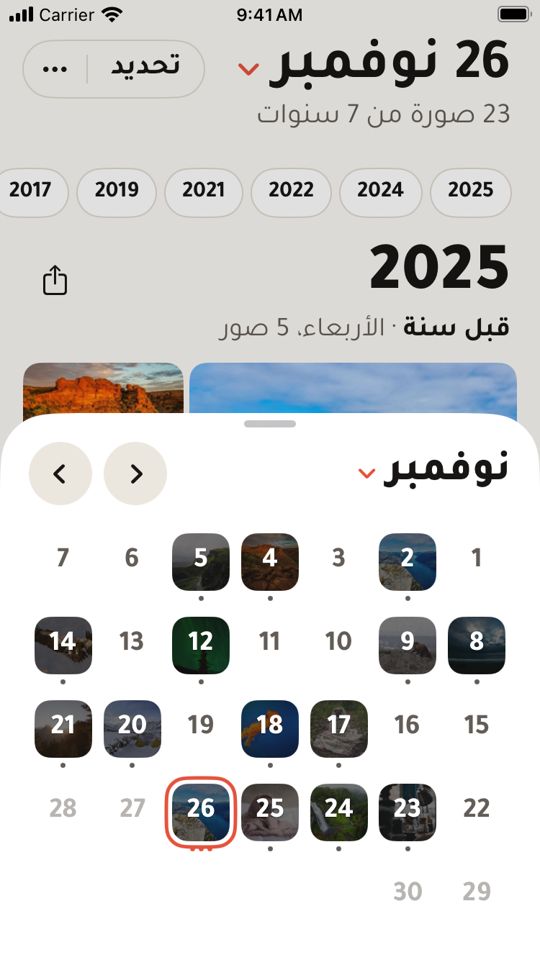 Carrier 9:41 AM
26 نوفمبر
تحديد
23 صورة من 7 سنوات
2025 2024 2022 2021 2019 2017
2025
قبل سنة · الأربعاء، 5 صور
نوفمبر
1 2 3 4 5 6 7
8 9 10 11 12 13 14
15 16 17 18 19 20 21
22 23 24 25 26 27 28
29 30